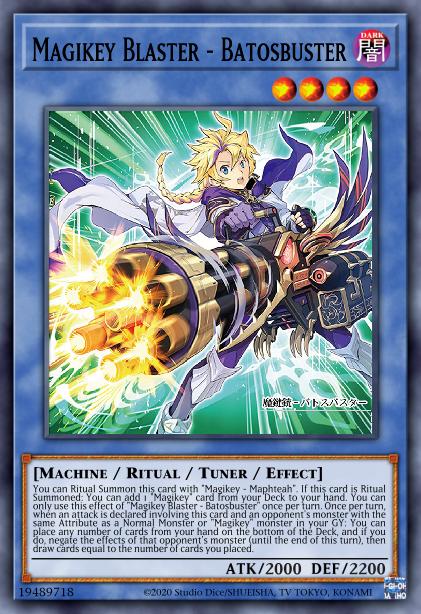 MAGIKEY BLASTER - BATOSBUSTER
DARK
闇
魔鍵銃-バトスバスター
[MACHINE / RITUAL / TUNER / EFFECT]
You can Ritual Summon this card with "Magikey - Maphteah". If this card is Ritual
Summoned: You can add 1 "Magikey" card from your Deck to your hand. You can
only use this effect of "Magikey Blaster - Batosbuster" once per turn. Once per turn,
when an attack is declared involving this card and an opponent's monster with the
same Attribute as a Normal Monster or "Magikey" monster in your GY: You can
place any number of cards from your hand on the bottom of the Deck, and if you
do, negate the effects of that opponent's monster (until the end of this turn), then
draw cards equal to the number of cards you placed.
ATK/2000 DEF/2200
19489718
©2020 Studio Dice/SHUEISHA, TV TOKYO, KONAMI